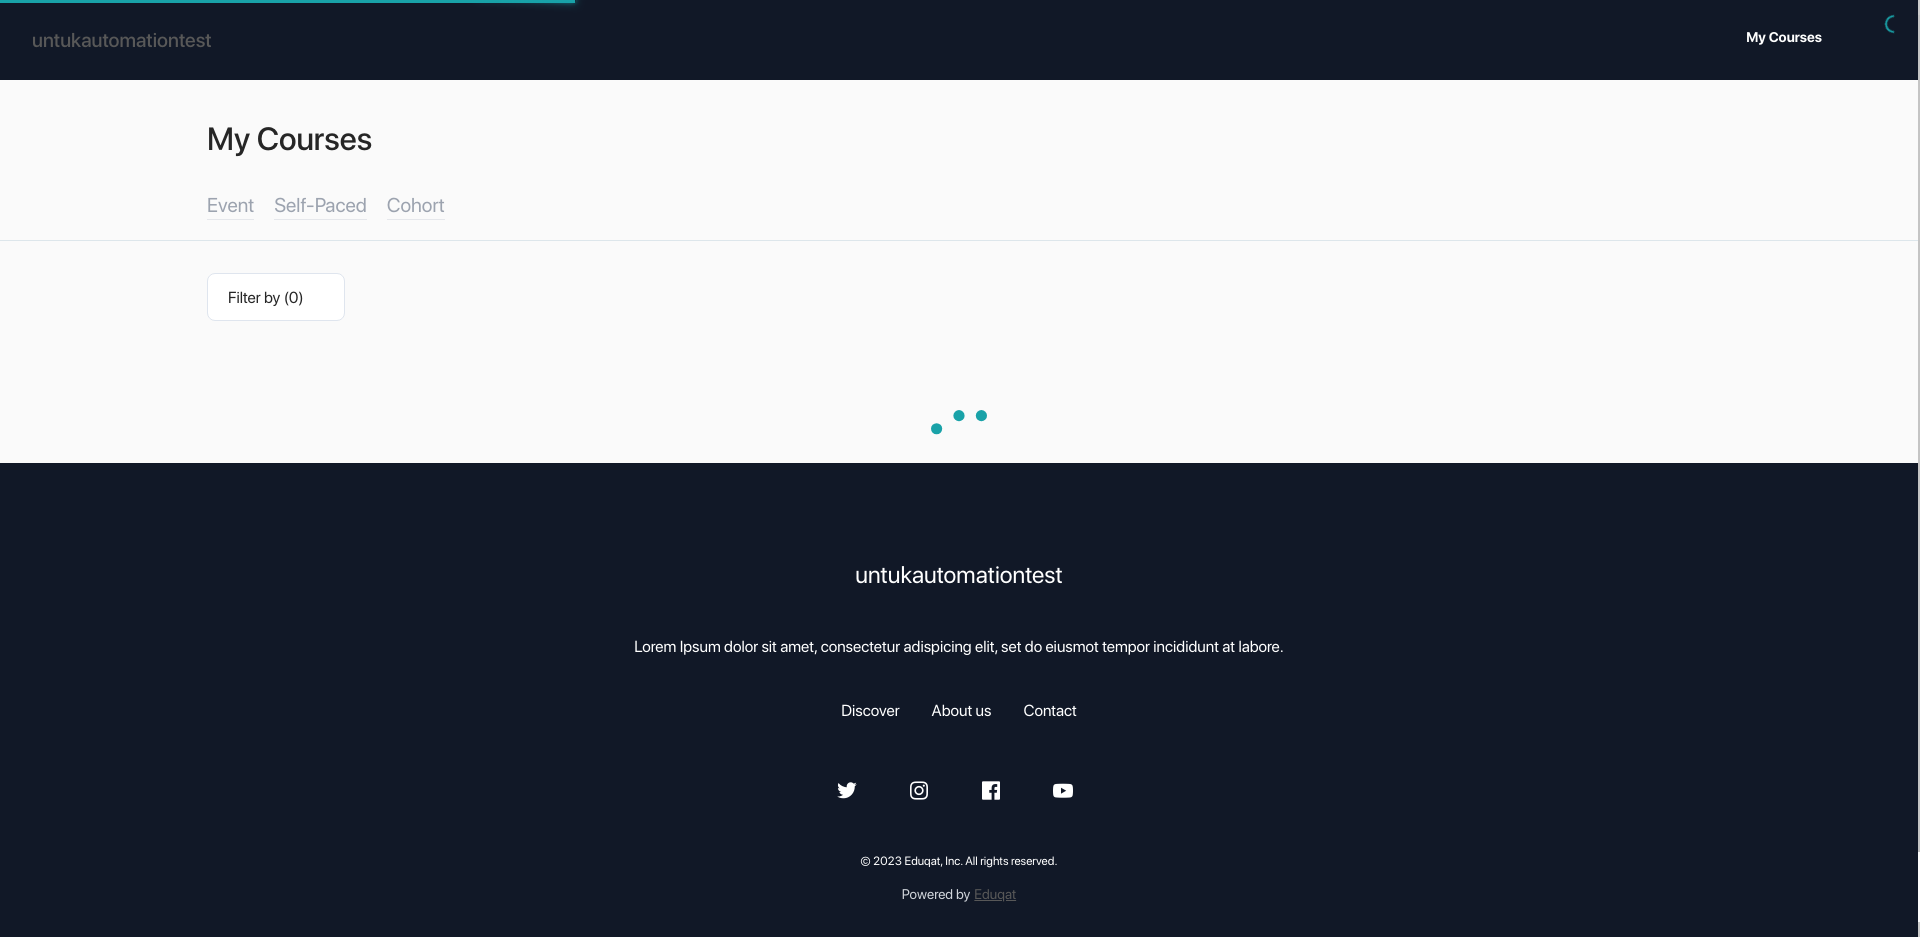 untukautomationtest
My Courses
My Courses
Event Self-Paced Cohort
Filter by (0)
untukautomationtest
Lorem Ipsum dolor sit amet, consectetur adispicing elit, set do eiusmot tempor incididunt at labore.
Discover About us Contact
© 2023 Eduqat, Inc. All rights reserved.
Powered by Eduqat